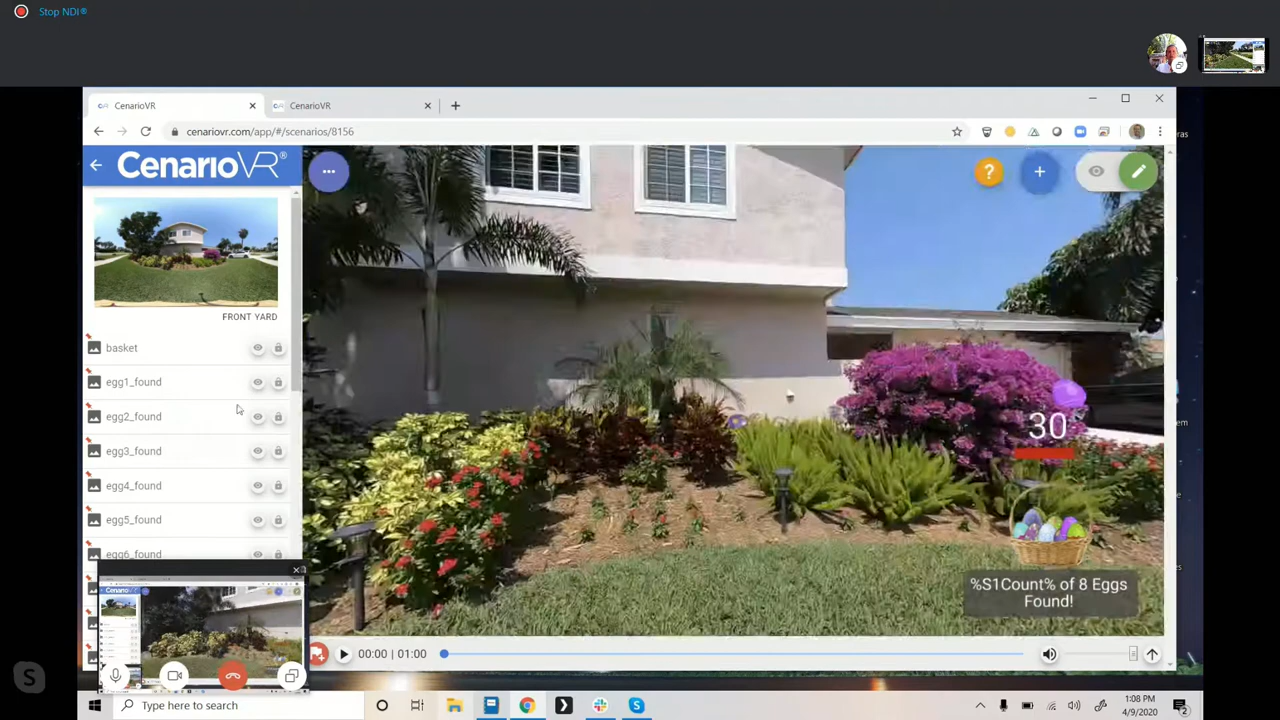 Stop NDI®
CenarioVR
CenarioVR
cenariovr.com/app/#/scenarios/8156
CenarioVR®
FRONT YARD
basket
egg1_found
egg2_found
egg3_found
egg4_found
egg5_found
egg6_found
30
%S1Count% of 8 Eggs
Found!
00:00 | 01:00
Type here to search
1:08 PM
4/9/2020
2